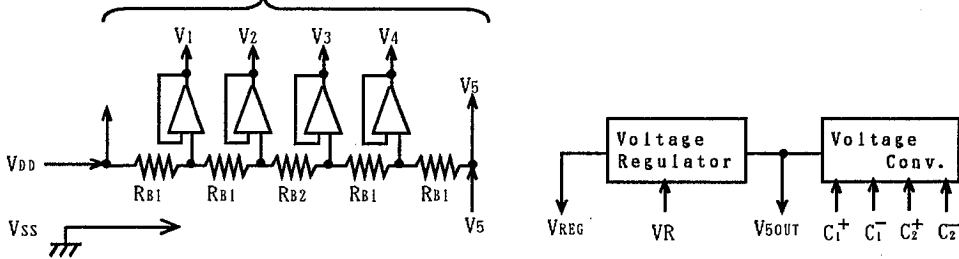 V1 V2 V3 V4
V5
VDD
RB1 RB1 RB2 RB1 RB1
VSS
V5
Voltage
Regulator
Voltage
Conv.
VREG VR V5OUT C1+ C1− C2+ C2−